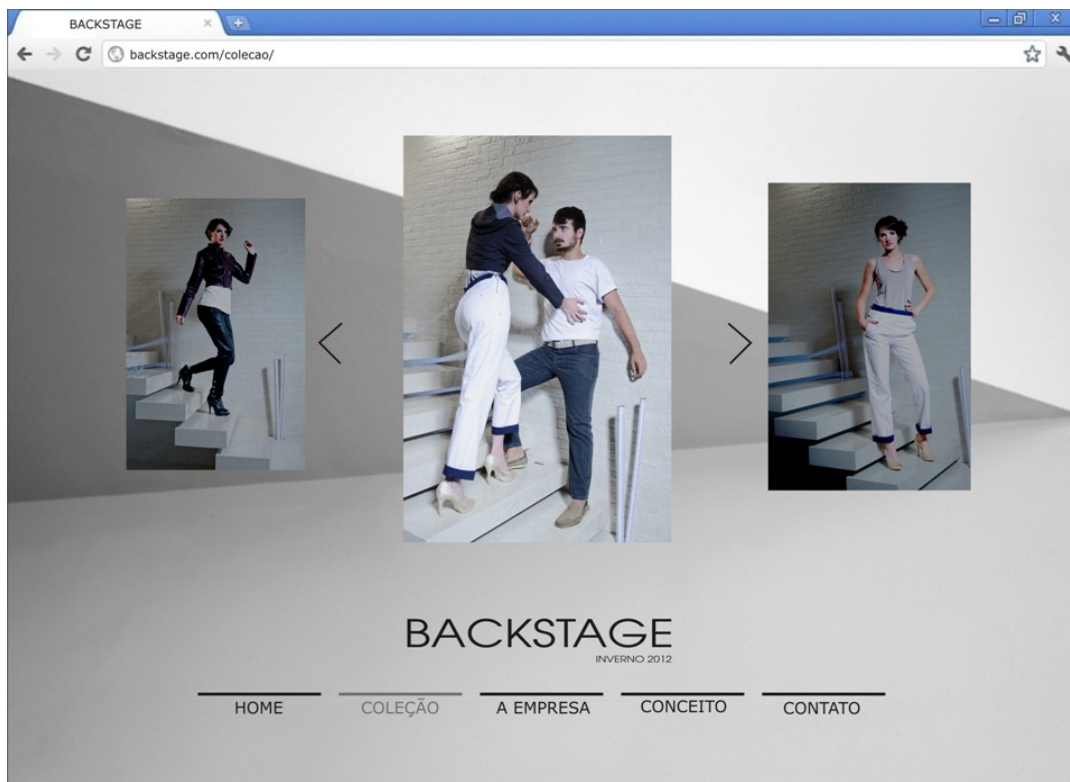 BACKSTAGE
backstage.com/colecao/
BACKSTAGE
INVERNO 2012
HOME
COLEÇÃO
A EMPRESA
CONCEITO
CONTATO